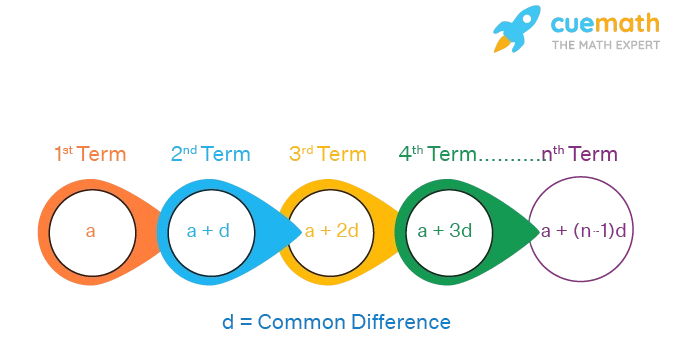 cuemath
THE MATH EXPERT
1st Term 2nd Term 3rd Term 4th Term..........nth Term
a a + d a + 2d a + 3d a + (n-1)d
d = Common Difference